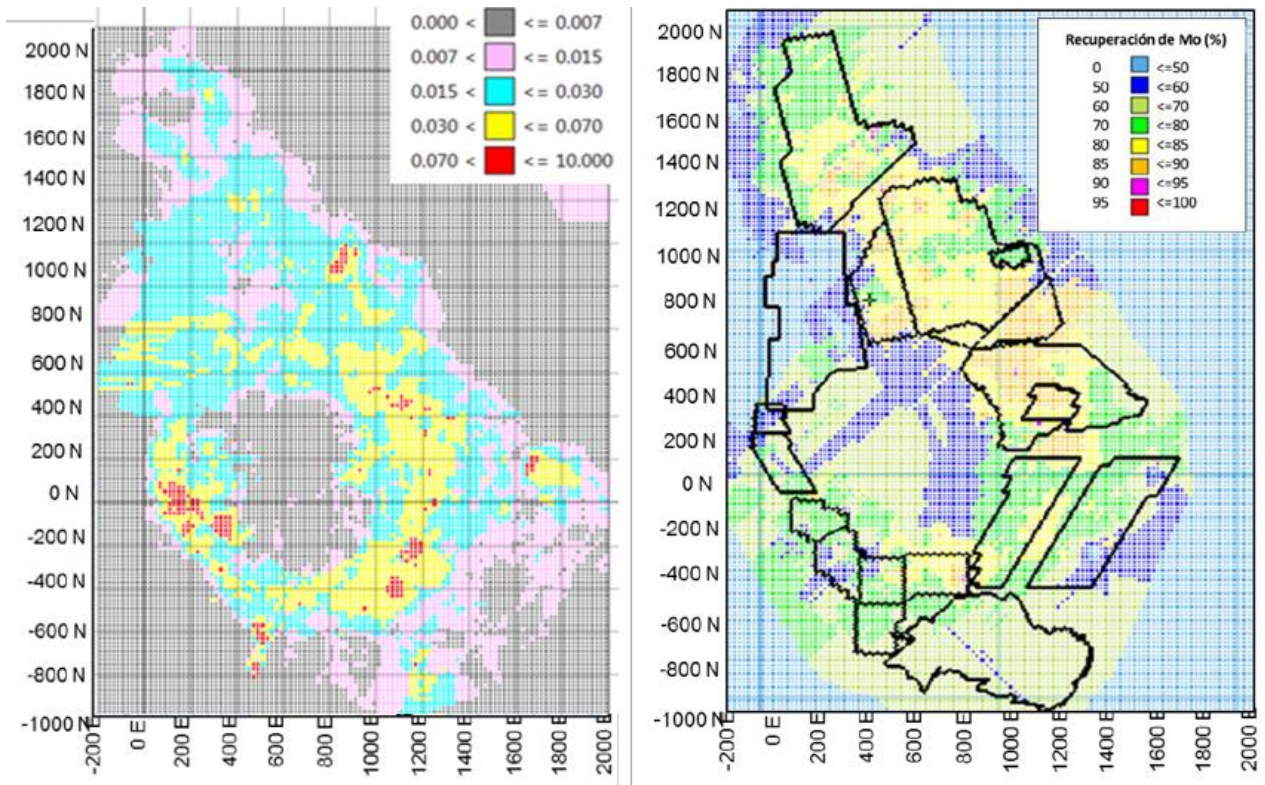 0.000 < <= 0.007
0.007 < <= 0.015
0.015 < <= 0.030
0.030 < <= 0.070
0.070 < <= 10.000
2000 N
1800 N
1600 N
1400 N
1200 N
1000 N
800 N
600 N
400 N
200 N
0 N
-200 N
-400 N
-600 N
-800 N
-1000 N
-200 E
0 E
200 E
400 E
600 E
800 E
1000 E
1200 E
1400 E
1600 E
1800 E
2000 E
Recuperación de Mo (%)
0 <=50
50 <=60
60 <=70
70 <=80
80 <=85
85 <=90
90 <=95
95 <=100
2000 N
1800 N
1600 N
1400 N
1200 N
1000 N
800 N
600 N
400 N
200 N
0 N
-200 N
-400 N
-600 N
-800 N
-1000 N
-200 E
0 E
200 E
400 E
600 E
800 E
1000 E
1200 E
1400 E
1600 E
1800 E
2000 E